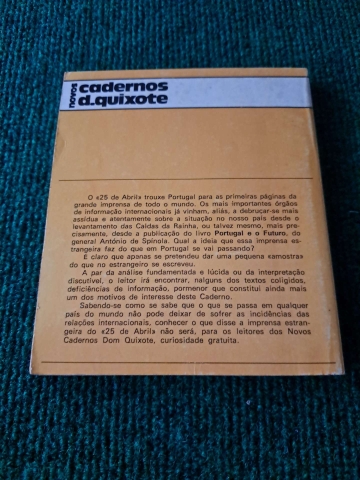 novos
cadernos
d.quixote
O «25 de Abril» trouxe Portugal para as primeiras páginas da
grande imprensa de todo o mundo. Os mais importantes órgãos
de informação internacionais já vinham, aliás, a debruçar-se mais
assídua e atentamente sobre a situação no nosso país desde o
levantamento das Caldas da Rainha, ou talvez mesmo, mais pre-
cisamente, desde a publicação do livro Portugal e o Futuro, do
general António de Spínola. Qual a ideia que essa imprensa es-
trangeira faz do que em Portugal se vai passando?
É claro que apenas se pretendeu dar uma pequena «amostra»
do que no estrangeiro se escreveu.
A par da análise fundamentada e lúcida ou da interpretação
discutível, o leitor irá encontrar, nalguns dos textos coligidos,
deficiências de informação, pormenor que constitui ainda mais
um dos motivos de interesse deste Caderno.
Sabendo-se como se sabe que o que se passa em qualquer
país do mundo não pode deixar de sofrer as incidências das
relações internacionais, conhecer o que disse a imprensa estran-
geira do «25 de Abril» não será, para os leitores dos Novos
Cadernos Dom Quixote, curiosidade gratuita.